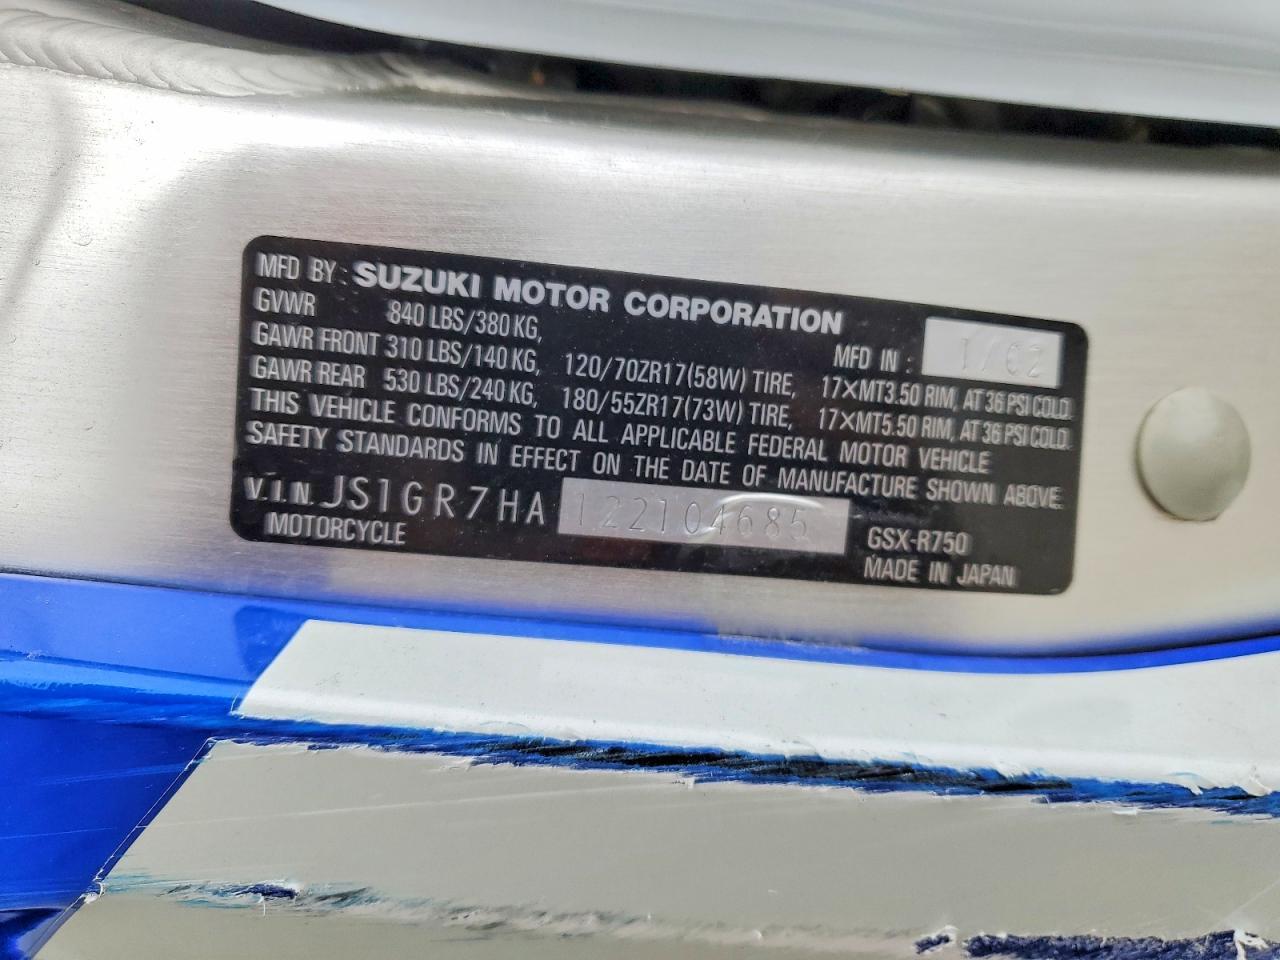 MFD BY: SUZUKI MOTOR CORPORATION
GVWR 840 LBS/380 KG, MFD IN: 1/02
GAWR FRONT 310 LBS/140 KG, 120/70ZR17(58W) TIRE, 17×MT3.50 RIM, AT 36 PSI COLD.
GAWR REAR 530 LBS/240 KG, 180/55ZR17(73W) TIRE, 17×MT5.50 RIM, AT 36 PSI COLD.
THIS VEHICLE CONFORMS TO ALL APPLICABLE FEDERAL MOTOR VEHICLE
SAFETY STANDARDS IN EFFECT ON THE DATE OF MANUFACTURE SHOWN ABOVE.
V.I.N. JS1GR7HA122104685 GSX-R750
MOTORCYCLE MADE IN JAPAN